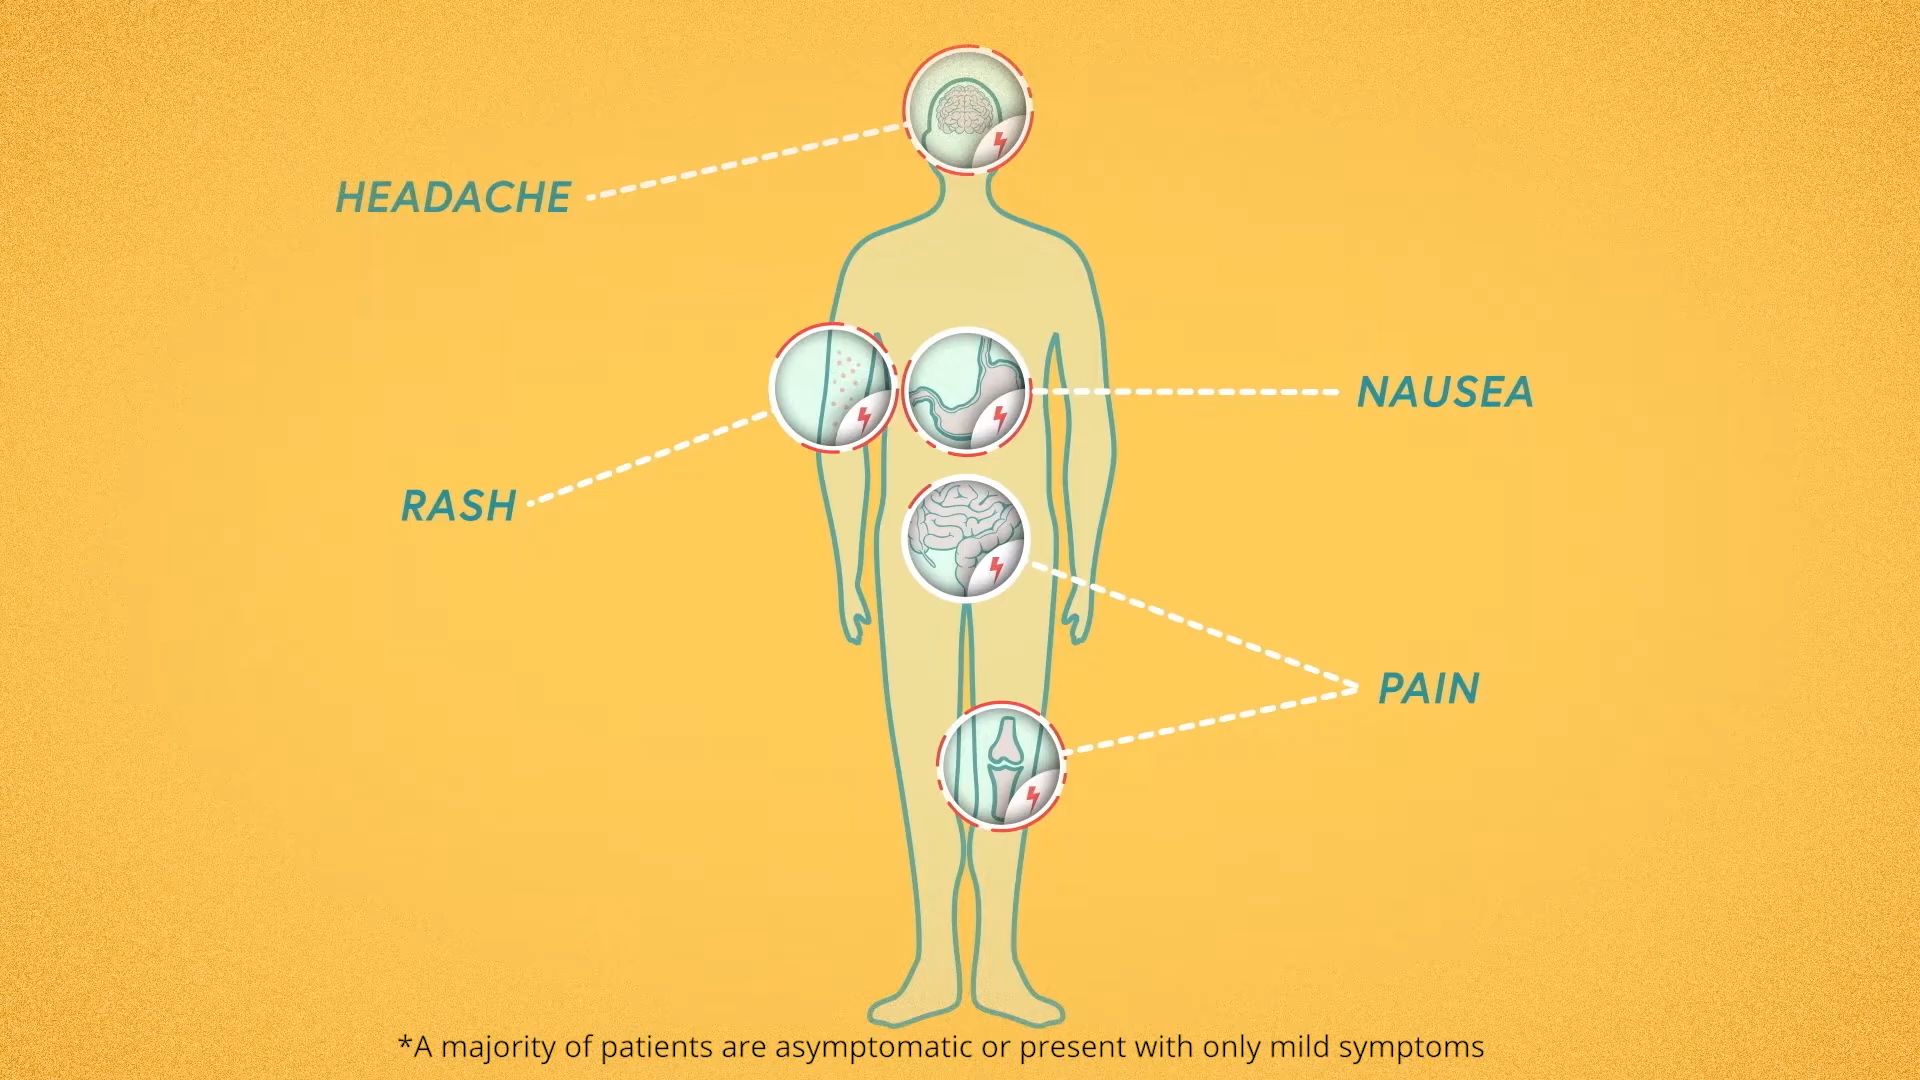 HEADACHE
NAUSEA
RASH
PAIN
*A majority of patients are asymptomatic or present with only mild symptoms